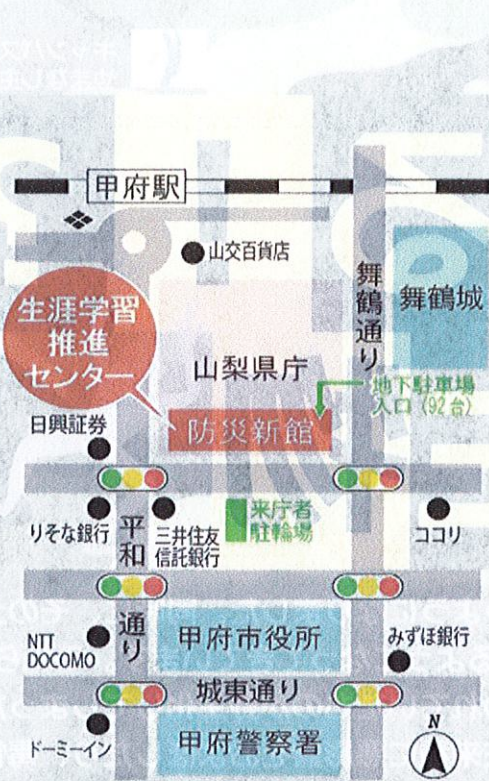 甲府駅
山交百貨店
舞鶴通り
舞鶴城
生涯学習
推進
センター
山梨県庁
地下駐車場
入口（92台）
日興証券
防災新館
りそな銀行
平和通り
三井住友
信託銀行
来庁者
駐輪場
ココリ
NTT
DOCOMO
甲府市役所
みずほ銀行
城東通り
ドーミーイン
甲府警察署
N